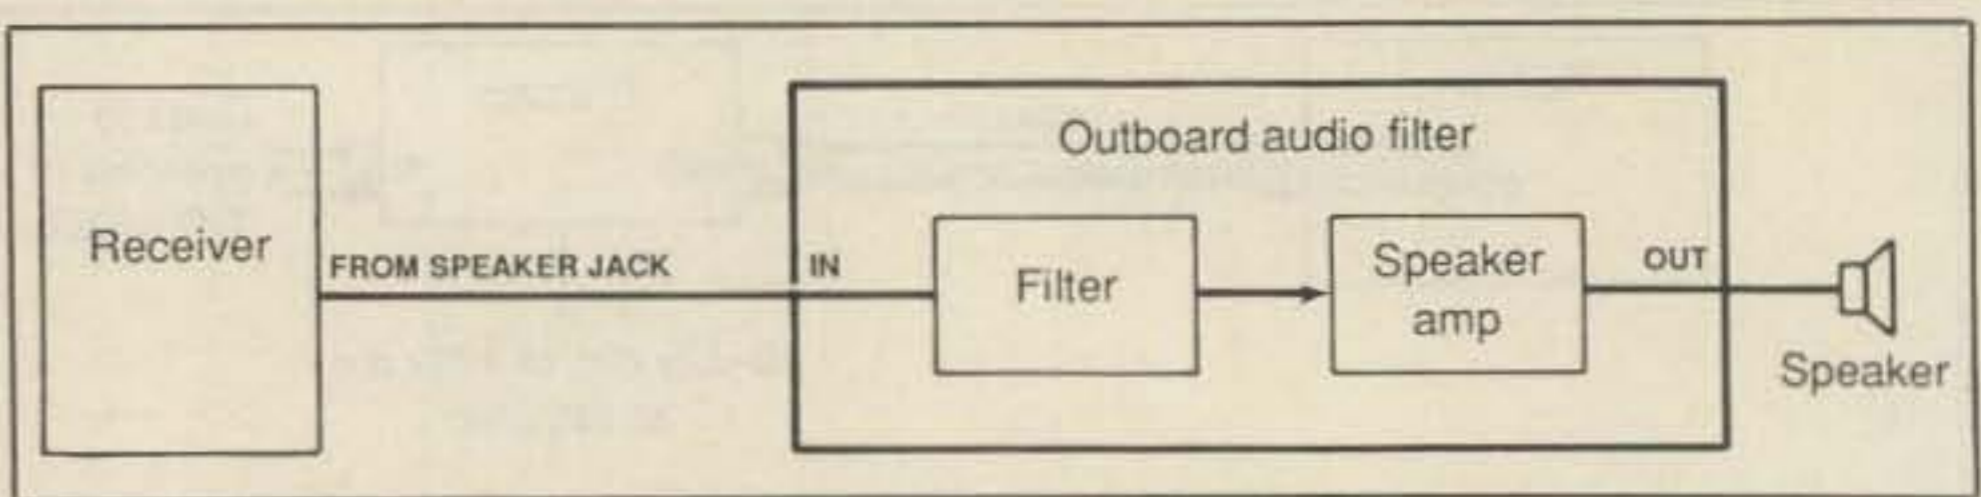 Outboard audio filter
Receiver
FROM SPEAKER JACK
IN
Filter
Speaker
amp
OUT
Speaker